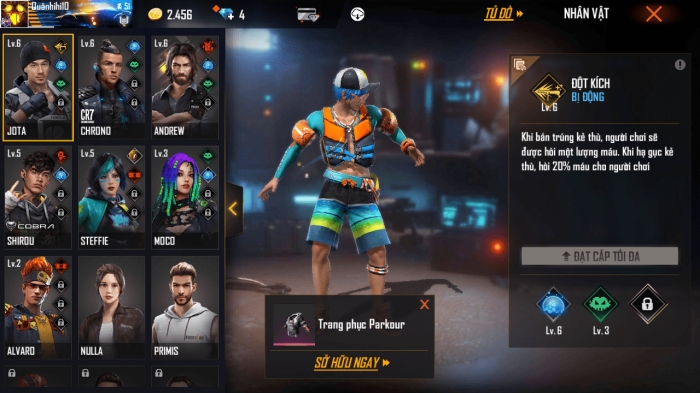 Quânhihi10
& 51
2.456
4
TỦ ĐỒ
NHÂN VẬT
Lv.6
JOTA
Lv.6
CR7
CHRONO
Lv.6
ANDREW
Lv.5
COBRA
SHIROU
Lv.5
STEFFIE
Lv.3
MOCO
Lv.2
ALVARO
NULLA
PRIMIS
Lv.6
ĐỘT KÍCH
BỊ ĐỘNG
Khi bắn trúng kẻ thù, người chơi sẽ
được hồi một lượng máu. Khi hạ gục kẻ
thù, hồi 20% máu cho người chơi
ĐẠT CẤP TỐI ĐA
Lv.6
Lv.3
Trang phục Parkour
SỞ HỮU NGAY